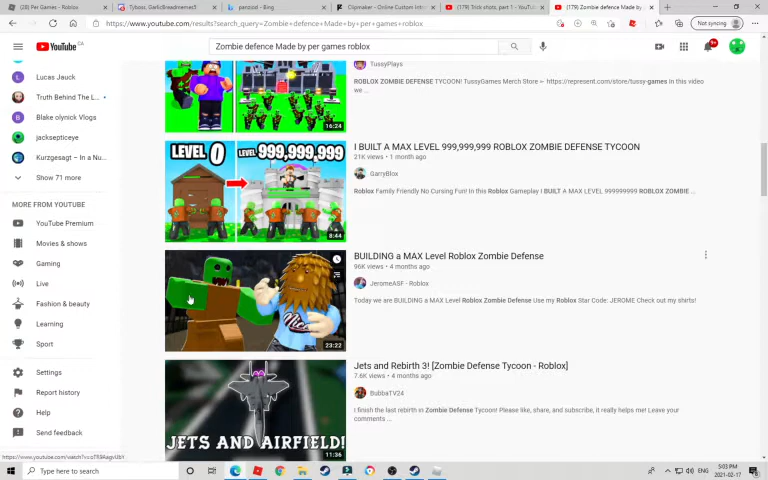 (28) Per Games - Roblox
Tyboss, GarlicBreadmemes5
panzoid - Bing
Clipmaker - Online Custom Intr
(179) Trick shots, part 1 - YouTu
(179) Zombie defence Made by p
https://www.youtube.com/results?search_query=Zombie+defence+Made+by+per+games+roblox
Not syncing
YouTube CA
Zombie defence Made by per games roblox
9+
Lucas Jauck
Truth Behind The L...
Blake olynick Vlogs
jacksepticeye
Kurzgesagt – In a Nu...
Show 71 more
MORE FROM YOUTUBE
YouTube Premium
Movies & shows
Gaming
Live
Fashion & beauty
Learning
Sport
Settings
Report history
Help
Send feedback
TussyPlays
ROBLOX ZOMBIE DEFENSE TYCOON! TussyGames Merch Store ➢ https://represent.com/store/tussy-games In this video
we ...
16:24
LEVEL 0
LEVEL 999,999,999
8:44
I BUILT A MAX LEVEL 999,999,999 ROBLOX ZOMBIE DEFENSE TYCOON
21K views • 1 month ago
GarryBlox
Roblox Family Friendly No Cursing Fun! In this Roblox Gameplay I BUILT A MAX LEVEL 999999999 ROBLOX ZOMBIE ...
23:22
BUILDING a MAX Level Roblox Zombie Defense
96K views • 4 months ago
JeromeASF - Roblox
Today we are BUILDING a MAX Level Roblox Zombie Defense Use my Roblox Star Code: JEROME Check out my shirts!
JETS AND AIRFIELD!
11:36
Jets and Rebirth 3! [Zombie Defense Tycoon - Roblox]
7.6K views • 4 months ago
BubbaTV24
I finish the last rebirth in Zombie Defense Tycoon! Please like, share, and subscribe, it really helps me! Leave your
comments ...
Type here to search
ENG
5:03 PM
2021-02-17